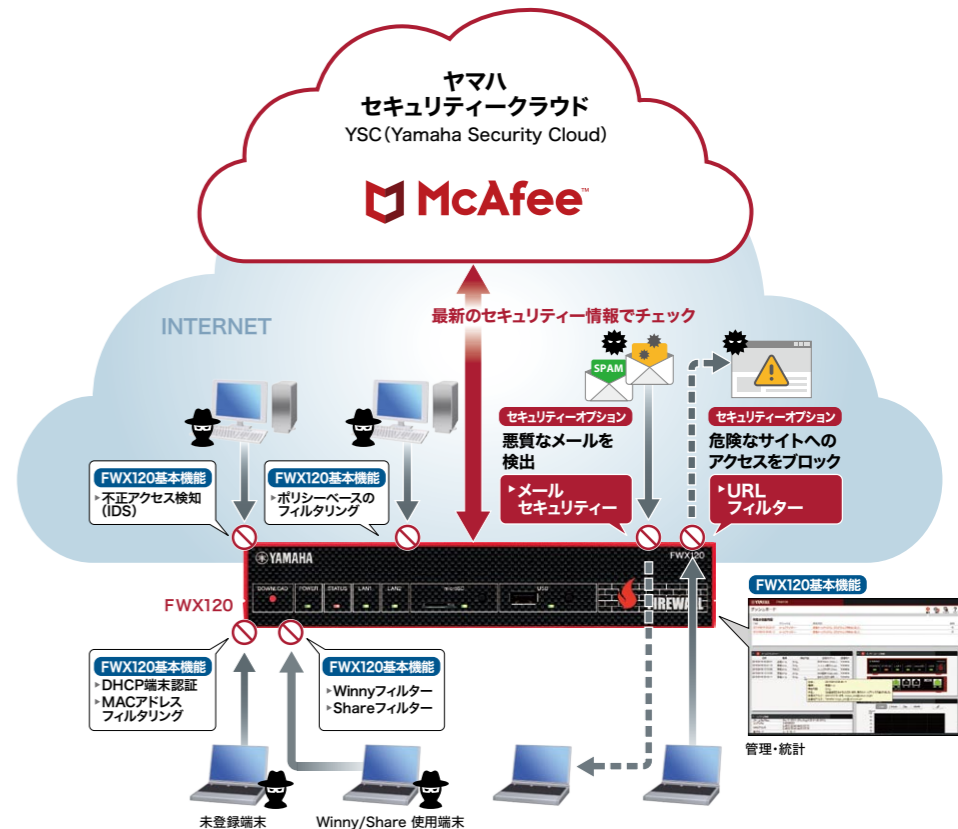 ヤマハ
セキュリティークラウド
YSC(Yamaha Security Cloud)
McAfee™
INTERNET
最新のセキュリティー情報でチェック
SPAM
セキュリティーオプション
悪質なメールを
検出
▸メール
セキュリティー
セキュリティーオプション
危険なサイトへの
アクセスをブロック
▸URL
フィルター
FWX120基本機能
▸不正アクセス検知
(IDS)
FWX120基本機能
▸ポリシーベースの
フィルタリング
YAMAHA
FWX120
DOWNLOAD
POWER
STATUS
LAN1
LAN2
microSD
USB
FIREWALL
FWX120
FWX120基本機能
▸DHCP端末認証
▸MACアドレス
フィルタリング
FWX120基本機能
▸Winnyフィルター
▸Shareフィルター
FWX120基本機能
YAMAHA
管理・統計
未登録端末
Winny/Share 使用端末